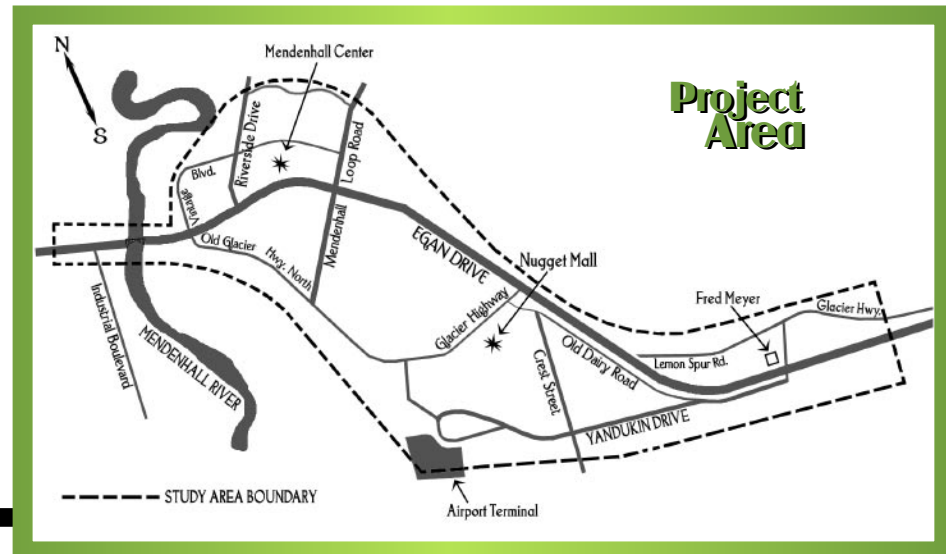 N
S
Project
Area
Mendenhall Center
Riverside Drive
Mendenhall Loop Road
Vintage Blvd.
Old Glacier Hwy. North
EGAN DRIVE
Nugget Mall
Glacier Highway
Fred Meyer
Glacier Hwy.
Lemon Spur Rd.
Old Dairy Road
Crest Street
YANDUKIN DRIVE
Industrial Boulevard
MENDENHALL RIVER
STUDY AREA BOUNDARY
Airport Terminal